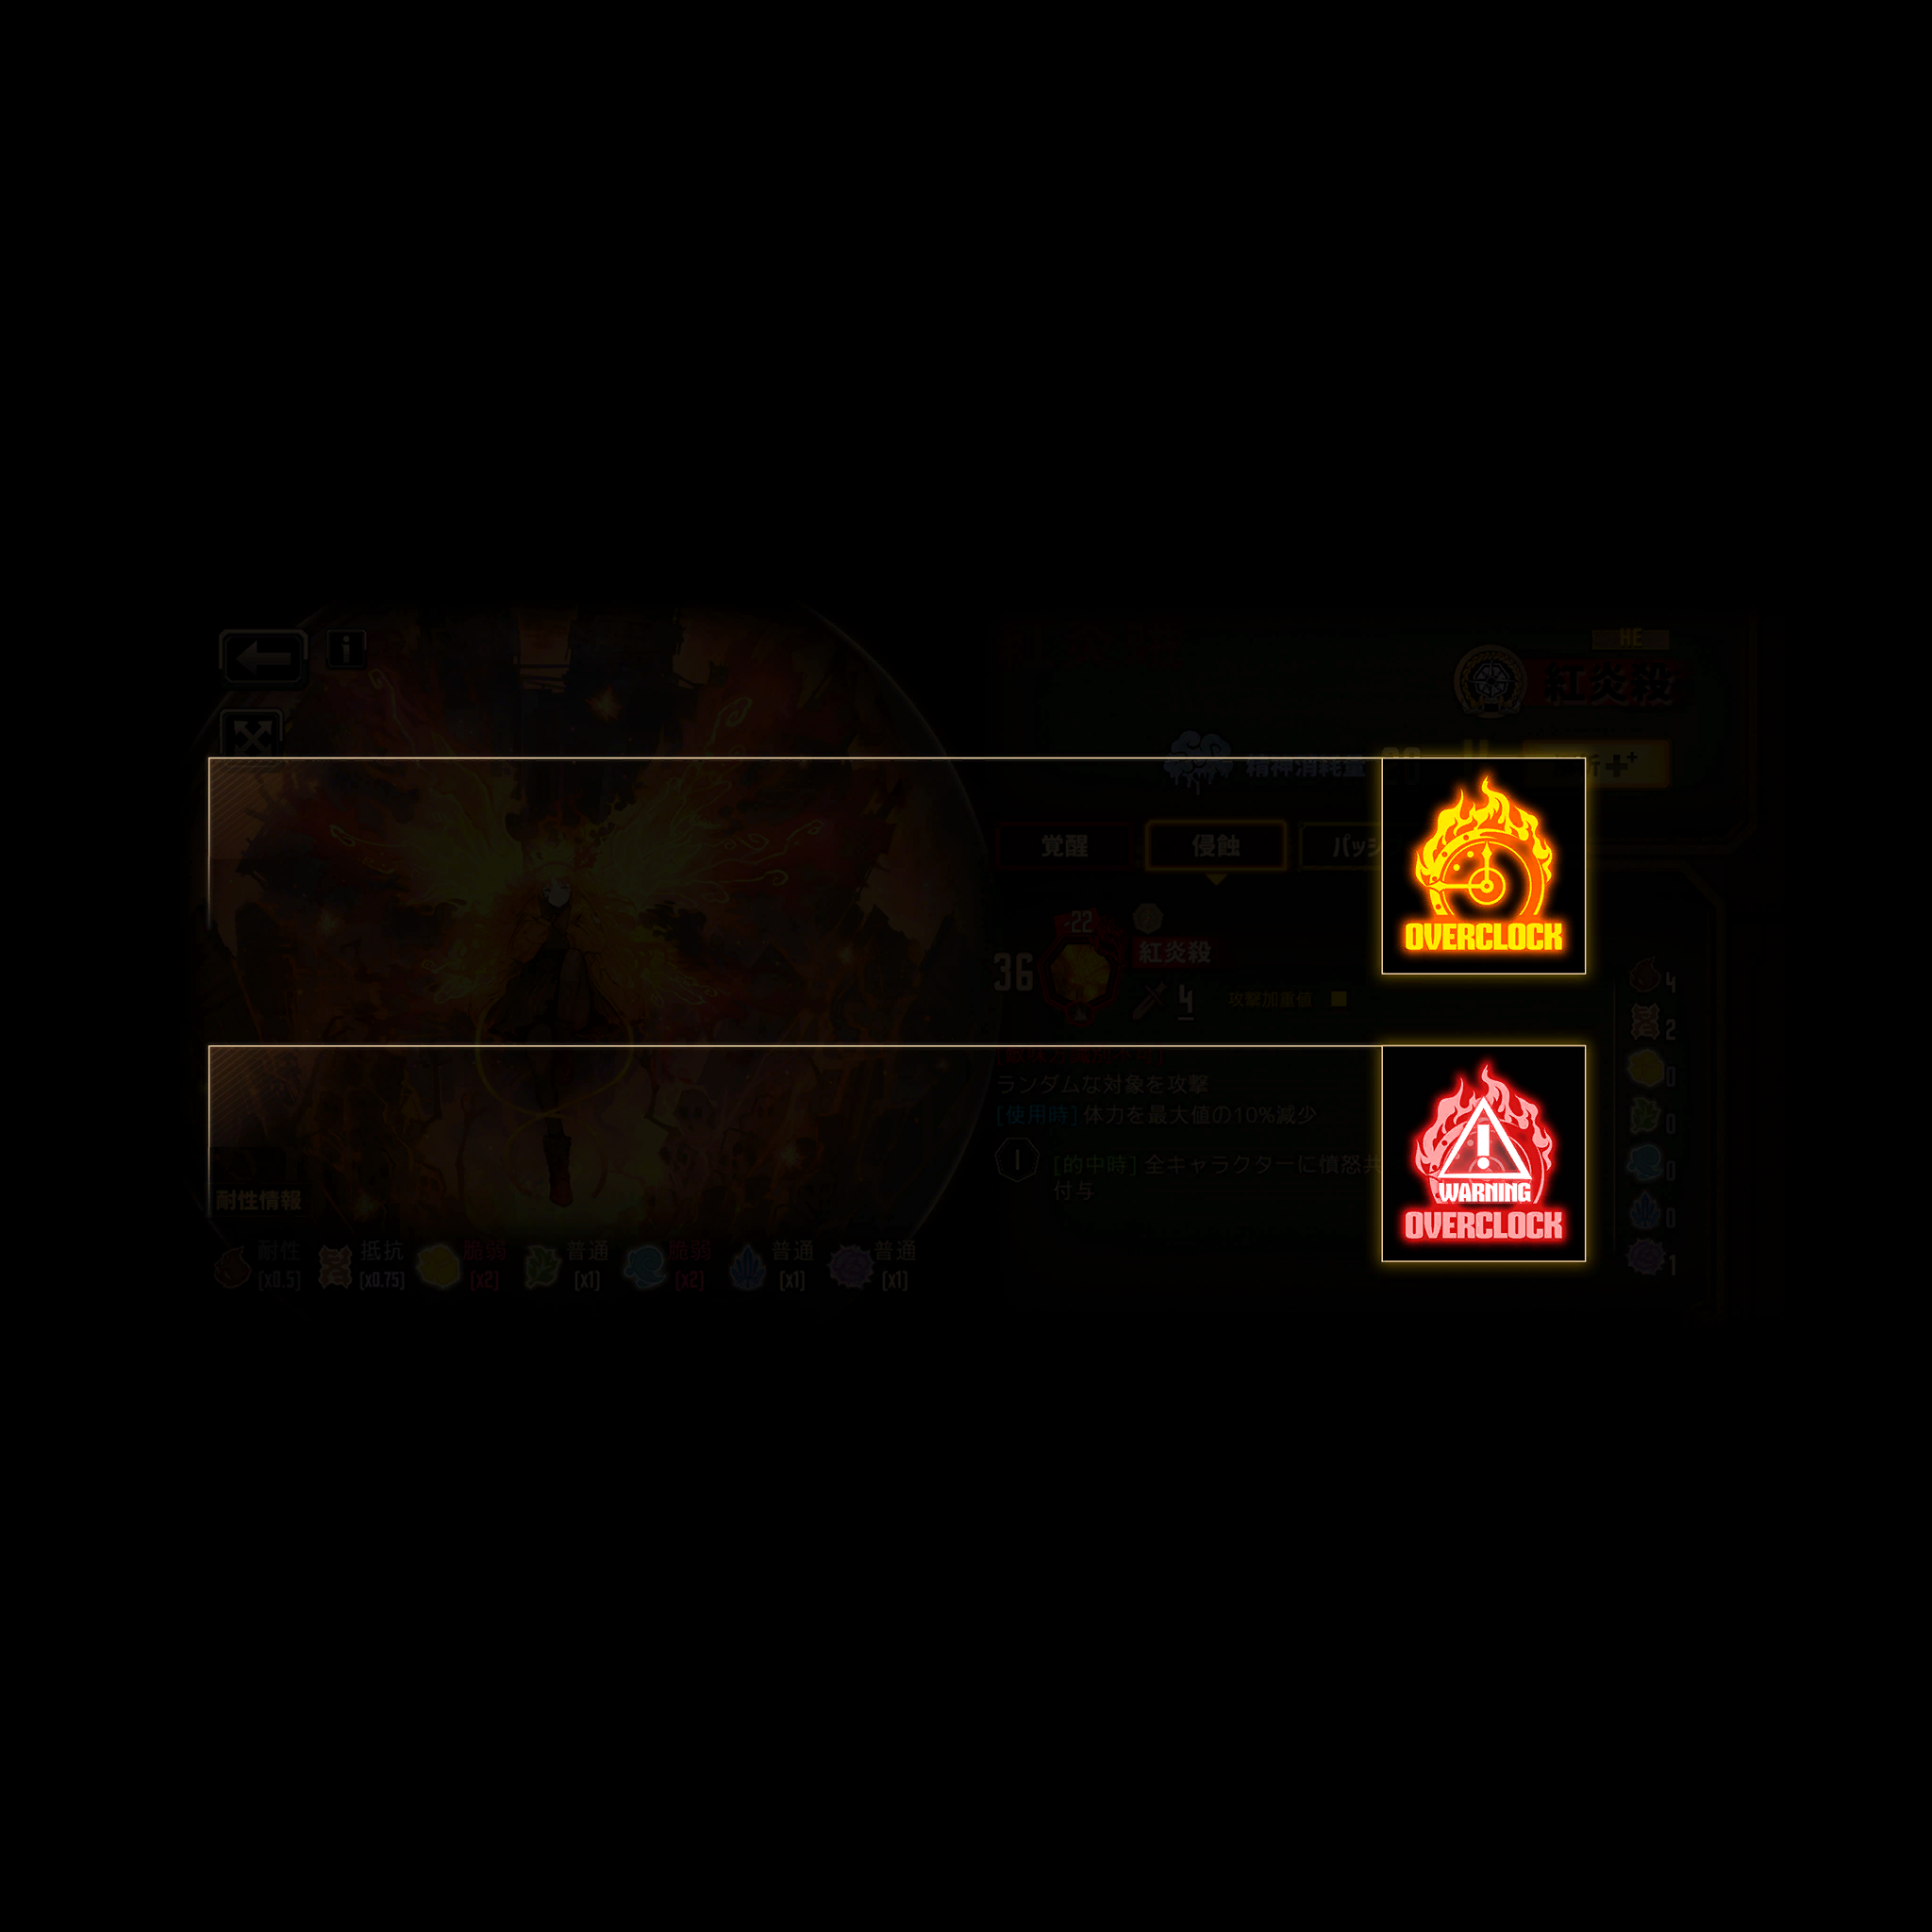 HE
紅炎殺
精神消耗量
覚醒
侵蝕
パッシ
OVERCLOCK
-22
36
紅炎殺
4
攻撃加重値
4
2
0
0
0
0
1
ランダムな対象を攻撃
[使用時] 体力を最大値の10%減少
[的中時] 全キャラクターに憤怒共
付与
WARNING
OVERCLOCK
耐性情報
耐性 抵抗 脆弱 普通 脆弱 普通 普通
[x0.5] [x0.75] [x2] [x1] [x2] [x1] [x1]